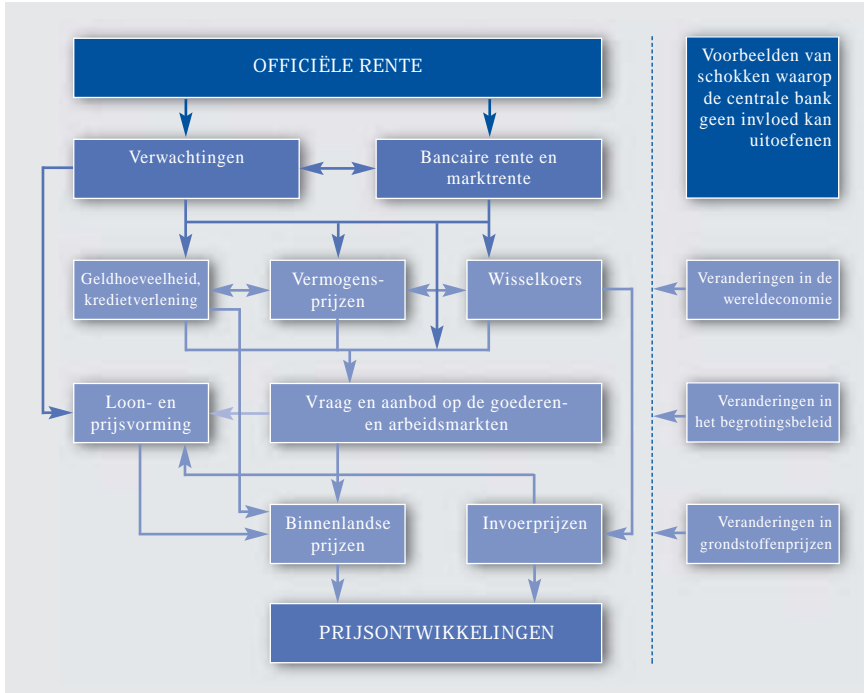 OFFICIËLE RENTE
Voorbeelden van
schokken waarop
de centrale bank
geen invloed kan
uitoefenen
Verwachtingen
Bancaire rente en
marktrente
Geldhoeveelheid,
kredietverlening
Vermogens-
prijzen
Wisselkoers
Veranderingen in de
wereldeconomie
Loon- en
prijsvorming
Vraag en aanbod op de goederen-
en arbeidsmarkten
Veranderingen in
het begrotingsbeleid
Binnenlandse
prijzen
Invoerprijzen
Veranderingen in
grondstoffenprijzen
PRIJSONTWIKKELINGEN